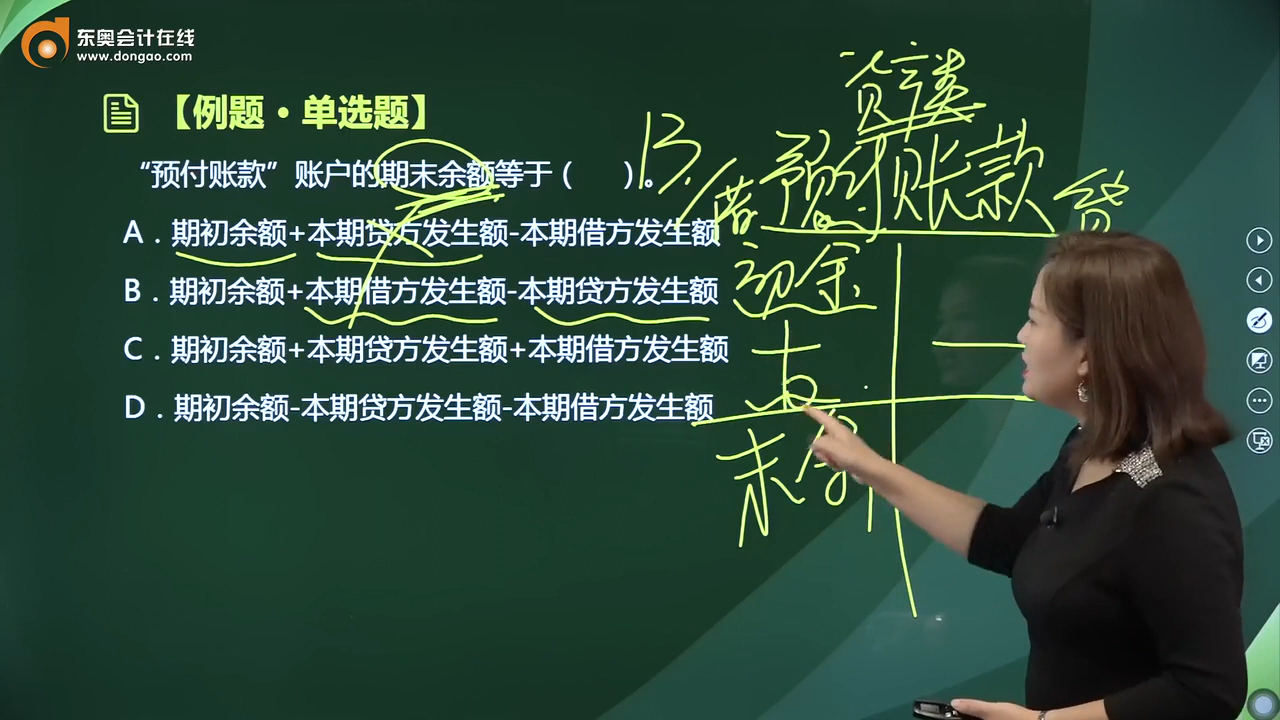 东奥会计在线
www.dongao.com
【例题·单选题】
“预付账款”账户的期末余额等于（ ）。
A．期初余额+本期贷方发生额-本期借方发生额
B．期初余额+本期借方发生额-本期贷方发生额
C．期初余额+本期贷方发生额+本期借方发生额
D．期初余额-本期贷方发生额-本期借方发生额
资产类
B.
借 预付账款 贷
初余
末余